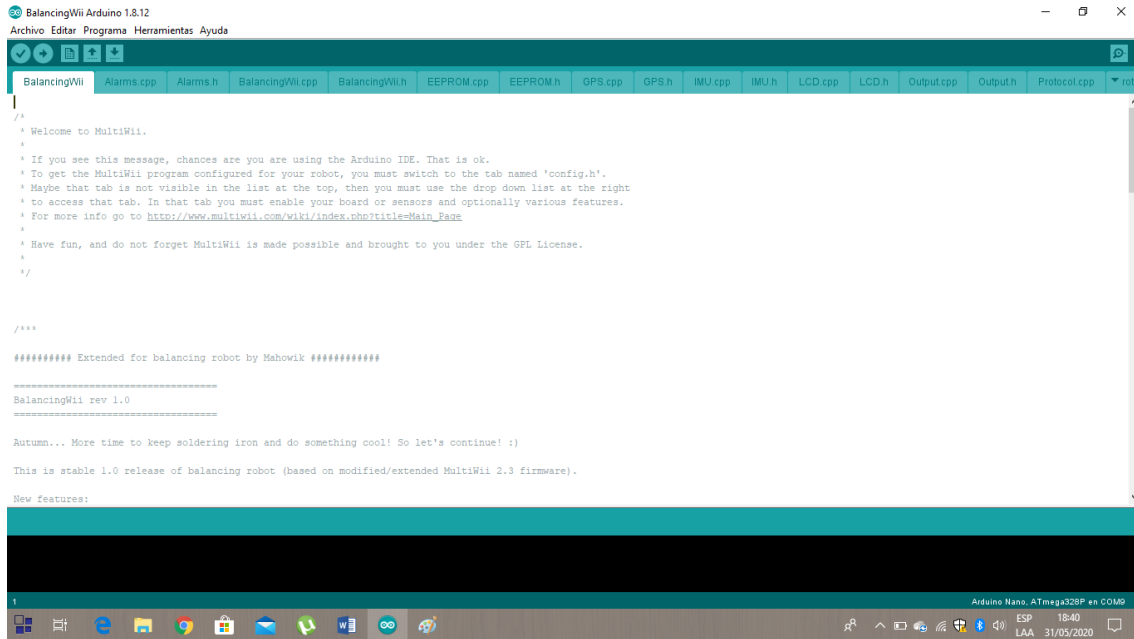 BalancingWii Arduino 1.8.12
Archivo Editar Programa Herramientas Ayuda
BalancingWii Alarms.cpp Alarms.h BalancingWii.cpp BalancingWii.h EEPROM.cpp EEPROM.h GPS.cpp GPS.h IMU.cpp IMU.h LCD.cpp LCD.h Output.cpp Output.h Protocol.cpp rot
/*
* Welcome to MultiWii.
*
* If you see this message, chances are you are using the Arduino IDE. That is ok.
* To get the MultiWii program configured for your robot, you must switch to the tab named 'config.h'.
* Maybe that tab is not visible in the list at the top, then you must use the drop down list at the right
* to access that tab. In that tab you must enable your board or sensors and optionally various features.
* For more info go to http://www.multiwii.com/wiki/index.php?title=Main_Page
*
* Have fun, and do not forget MultiWii is made possible and brought to you under the GPL License.
*
*/
/***
########## Extended for balancing robot by Mahowik ############
===================================
BalancingWii rev 1.0
===================================
Autumn... More time to keep soldering iron and do something cool! So let's continue! :)
This is stable 1.0 release of balancing robot (based on modified/extended MultiWii 2.3 firmware).
New features:
1
Arduino Nano, ATmega328P en COM9
ESP 18:40
LAA 31/05/2020